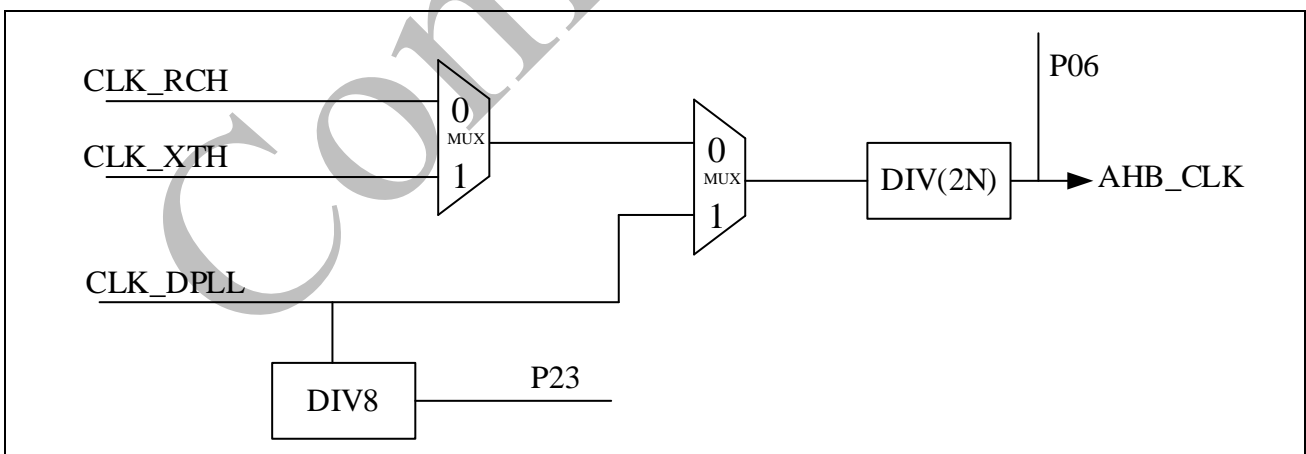 P06
CLK_RCH
0
MUX
CLK_XTH
1
0
MUX
1
DIV(2N)
AHB_CLK
CLK_DPLL
DIV8
P23